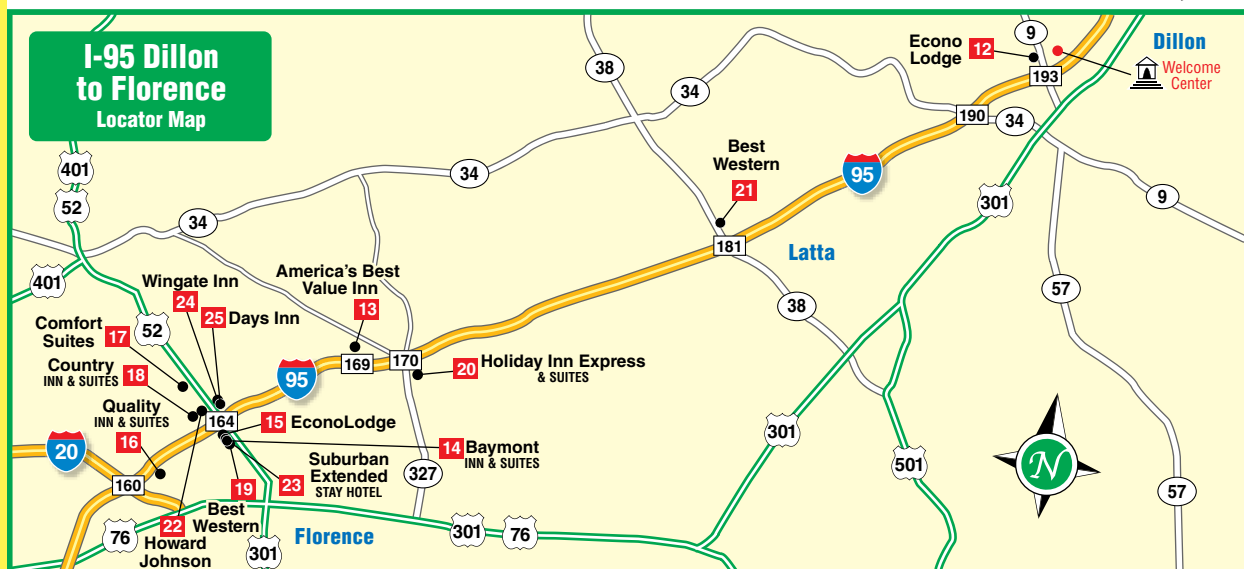 I-95 Dillon
to Florence
Locator Map
9
Dillon
Econo
Lodge
12
193
Welcome
Center
38
34
190
34
401
52
34
Best
Western
21
95
301
9
34
181
Latta
401
Wingate Inn
24
25 Days Inn
America's Best
Value Inn
13
38
57
52
Comfort
Suites
17
Country
INN & SUITES
18
169
170
20
Holiday Inn Express
& SUITES
95
Quality
INN & SUITES
16
164
15
EconoLodge
301
N
20
14
Baymont
INN & SUITES
501
Suburban
Extended
STAY HOTEL
23
19
327
160
57
Best
Western
22
Howard
Johnson
76
301
Florence
301
76